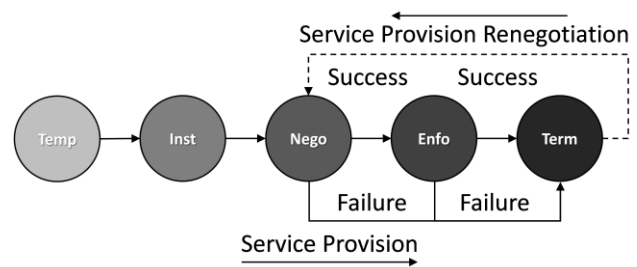 Service Provision Renegotiation
Success Success
Temp Inst Nego Enfo Term
Failure Failure
Service Provision